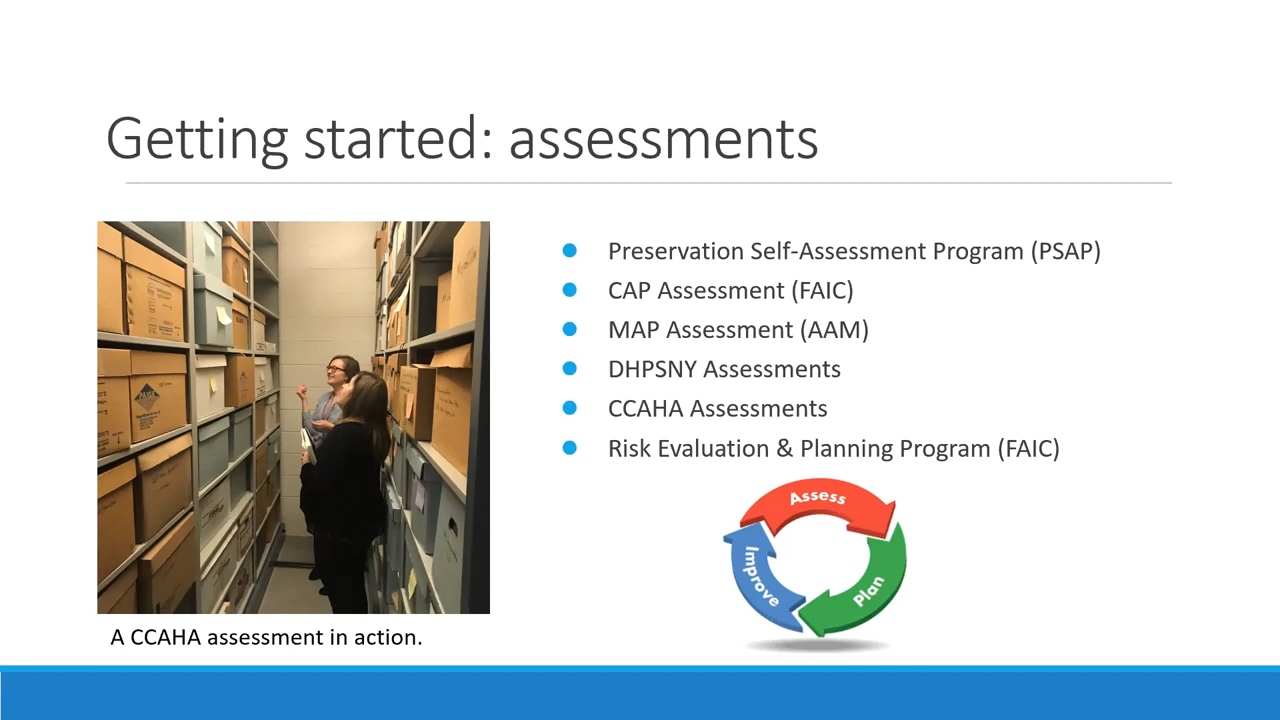 Getting started: assessments
Preservation Self-Assessment Program (PSAP)
CAP Assessment (FAIC)
MAP Assessment (AAM)
DHPSNY Assessments
CCAHA Assessments
Risk Evaluation & Planning Program (FAIC)
Assess
Improve
Plan
PAIGE
A CCAHA assessment in action.